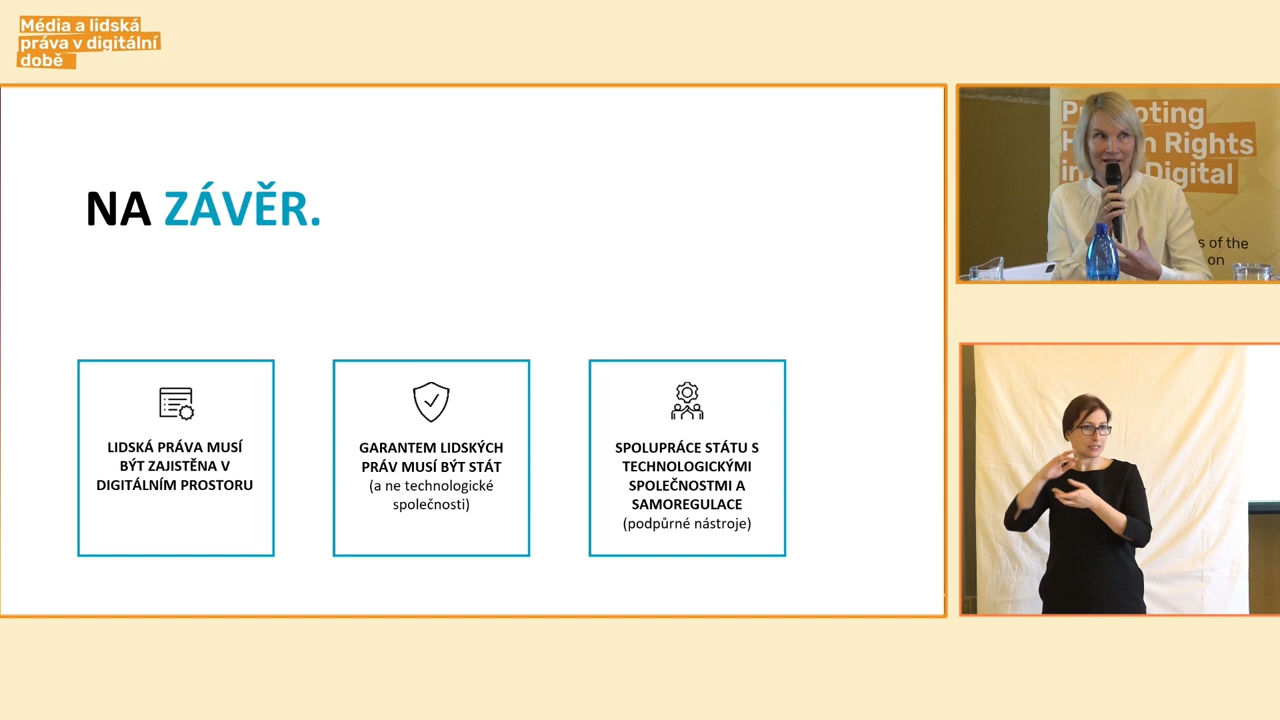 Média a lidská
práva v digitální
době
NA ZÁVĚR.
LIDSKÁ PRÁVA MUSÍ
BÝT ZAJIŠTĚNA V
DIGITÁLNÍM PROSTORU
GARANTEM LIDSKÝCH
PRÁV MUSÍ BÝT STÁT
(a ne technologické
společnosti)
SPOLUPRÁCE STÁTU S
TECHNOLOGICKÝMI
SPOLEČNOSTMI A
SAMOREGULACE
(podpůrné nástroje)
Rights
Digital
of the
on